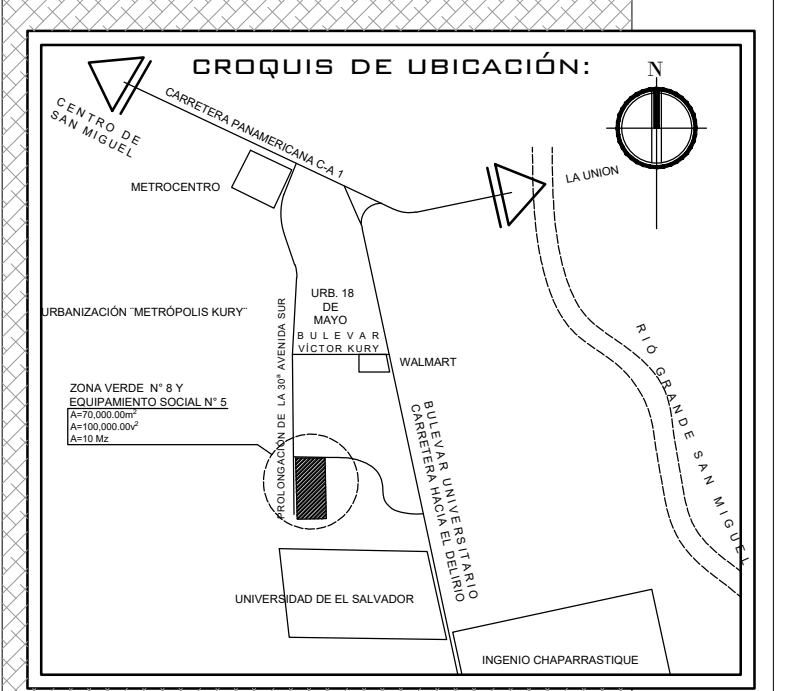 CROQUIS DE UBICACIÓN:
N
CENTRO DE
SAN MIGUEL
CARRETERA PANAMERICANA C-A 1
METROCENTRO
LA UNION
URBANIZACIÓN ¨METRÓPOLIS KURY¨
URB. 18
DE
MAYO
BULEVAR
VÍCTOR KURY
WALMART
PROLONGACIÓN DE LA 30ª AVENIDA SUR
ZONA VERDE N° 8 Y
EQUIPAMIENTO SOCIAL N° 5
A=70,000.00m²
A=100,000.00v²
A=10 Mz
BULEVAR UNIVERSITARIO
CARRETERA HACIA EL DELIRIO
RIÓ GRANDE SAN MIGUEL
UNIVERSIDAD DE EL SALVADOR
INGENIO CHAPARRASTIQUE